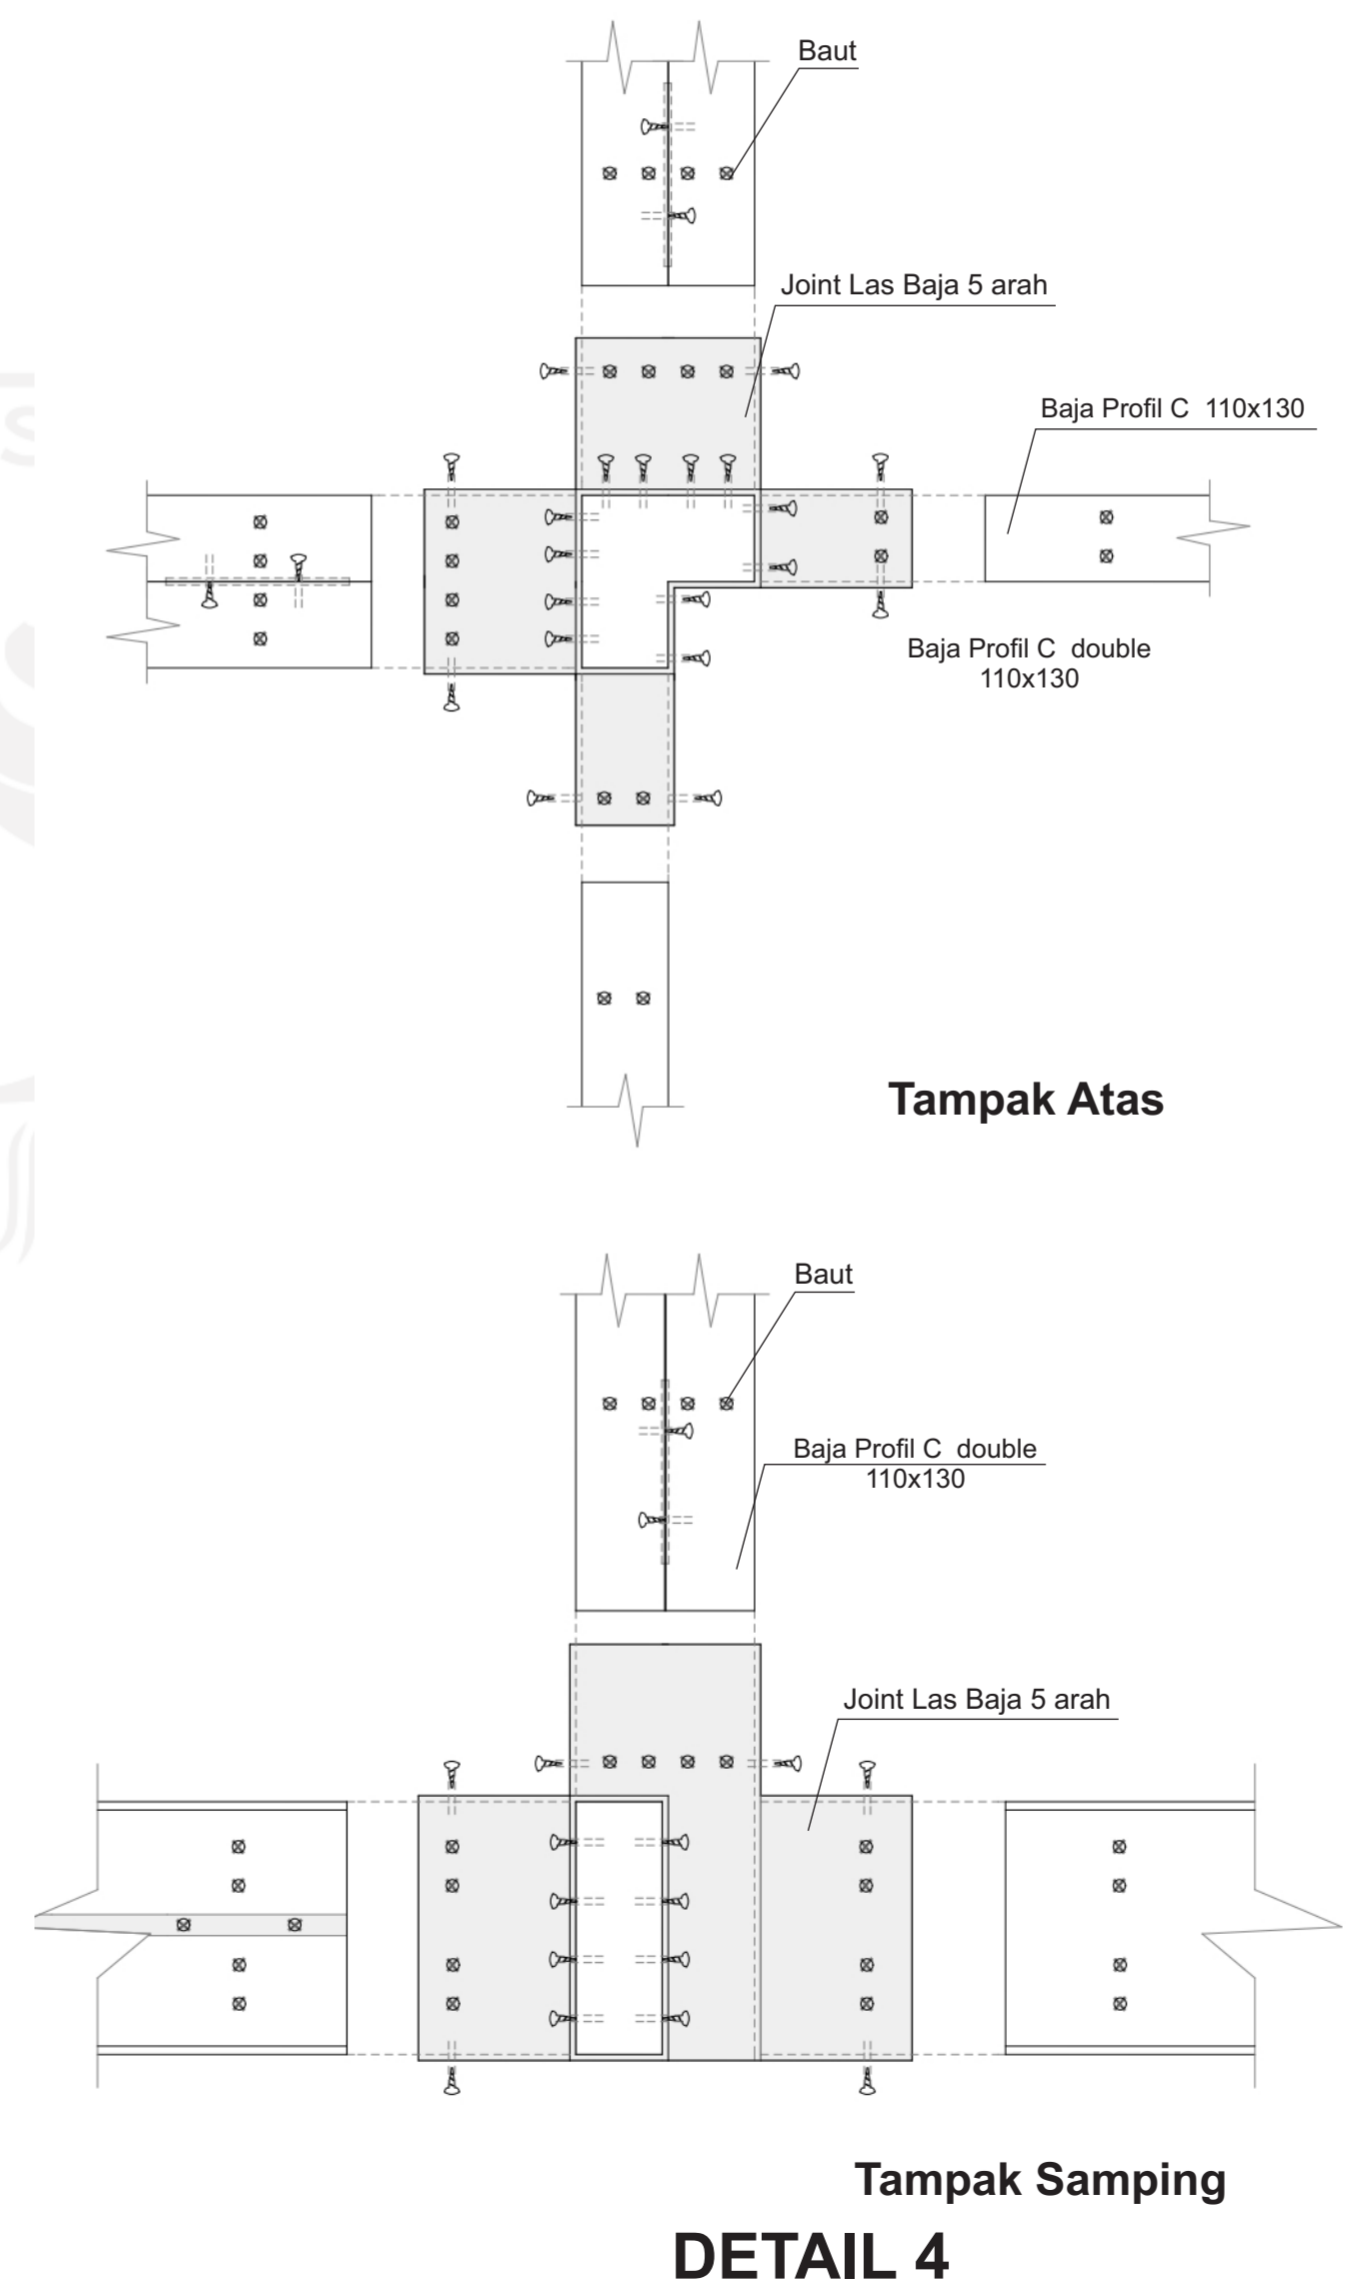 Baut
Joint Las Baja 5 arah
Baja Profil C 110x130
Baja Profil C double
110x130
Tampak Atas
Baut
Baja Profil C double
110x130
Joint Las Baja 5 arah
Tampak Samping
DETAIL 4